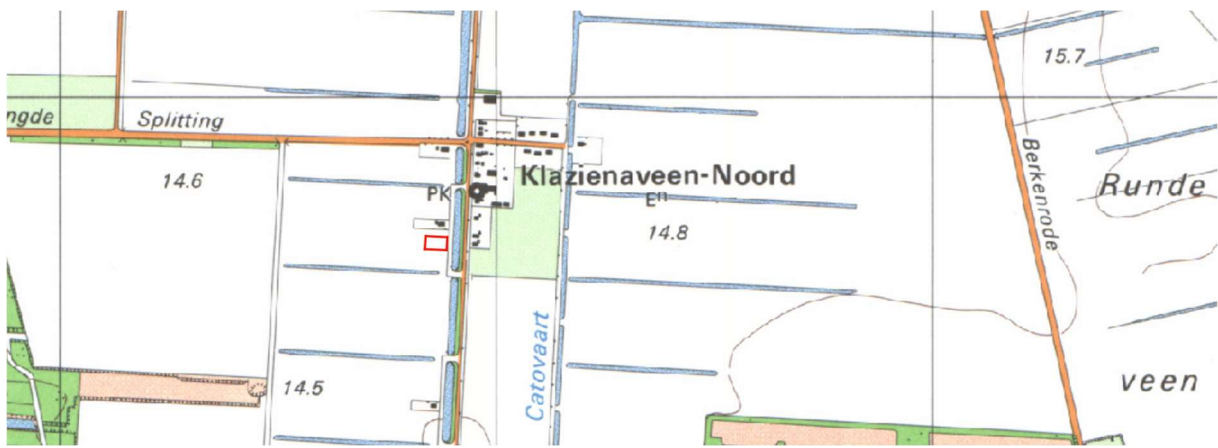 15.7
ngde
Splitting
14.6
Klazienaveen-Noord
PK
14.8
Berkenrode
Runde
Catovaart
14.5
veen